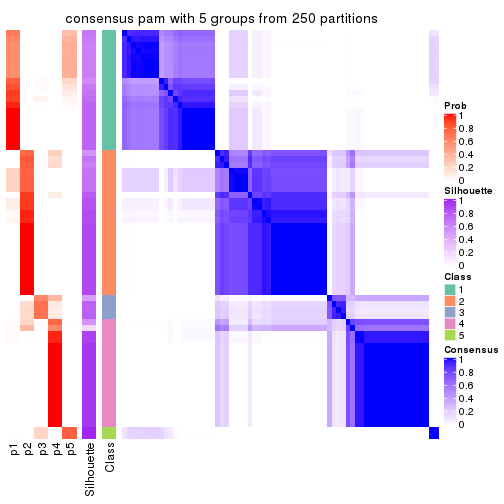 consensus pam with 5 groups from 250 partitions
Prob
1
0.8
0.6
0.4
0.2
0
Silhouette
1
0.8
0.6
0.4
0.2
0
Class
1
2
3
4
5
Consensus
1
0.8
0.6
0.4
0.2
0
p1
p2
p3
p4
p5
Silhouette
Class